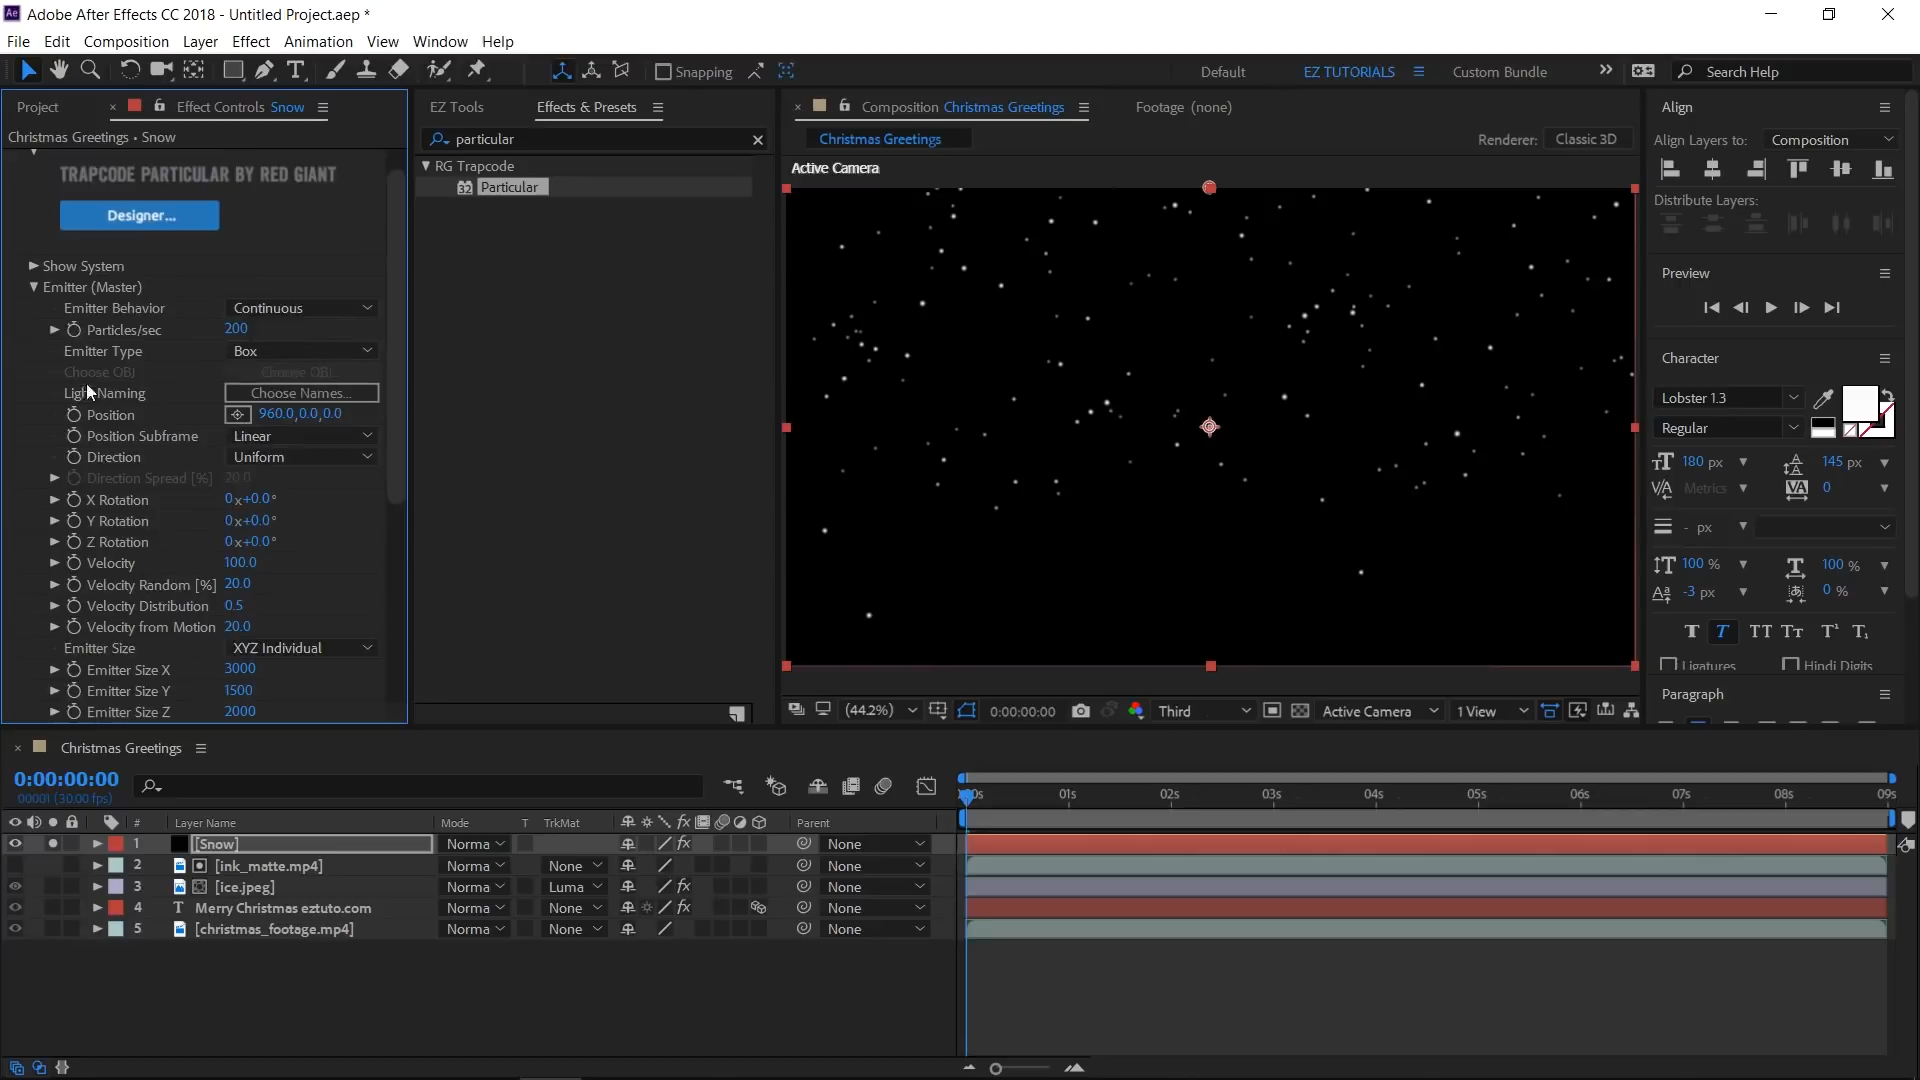 Adobe After Effects CC 2018 - Untitled Project.aep *
File Edit Composition Layer Effect Animation View Window Help
Snapping
Default EZ TUTORIALS Custom Bundle Search Help
Project Effect Controls Snow
Christmas Greetings • Snow
TRAPCODE PARTICULAR BY RED GIANT
Designer...
Show System
Emitter (Master)
Emitter Behavior Continuous
Particles/sec 200
Emitter Type Box
Choose OBJ Choose OBJ...
Light Naming Choose Names...
Position 960.0,0.0,0.0
Position Subframe Linear
Direction Uniform
Direction Spread [%] 20.0
X Rotation 0x+0.0°
Y Rotation 0x+0.0°
Z Rotation 0x+0.0°
Velocity 100.0
Velocity Random [%] 20.0
Velocity Distribution 0.5
Velocity from Motion 20.0
Emitter Size XYZ Individual
Emitter Size X 3000
Emitter Size Y 1500
Emitter Size Z 2000
EZ Tools Effects & Presets
particular
RG Trapcode
32 Particular
Composition Christmas Greetings Footage (none)
Christmas Greetings Renderer: Classic 3D
Active Camera
(44.2%) 0:00:00:00 Third Active Camera 1 View
Align
Align Layers to: Composition
Distribute Layers:
Preview
Character
Lobster 1.3
Regular
180 px 145 px
Metrics 0
- px
100 % 100 %
-3 px 0 %
T T TT Tт T¹ T₁
Ligatures Hindi Digits
Paragraph
Christmas Greetings
0:00:00:00
00001 (30.00 fps)
00s 01s 02s 03s 04s 05s 06s 07s 08s 09s
# Layer Name Mode T TrkMat Parent
1 [Snow] Norma None
2 [ink_matte.mp4] Norma None None
3 [ice.jpeg] Norma Luma None
4 T Merry Christmas eztuto.com Norma None None
5 [christmas_footage.mp4] Norma None None